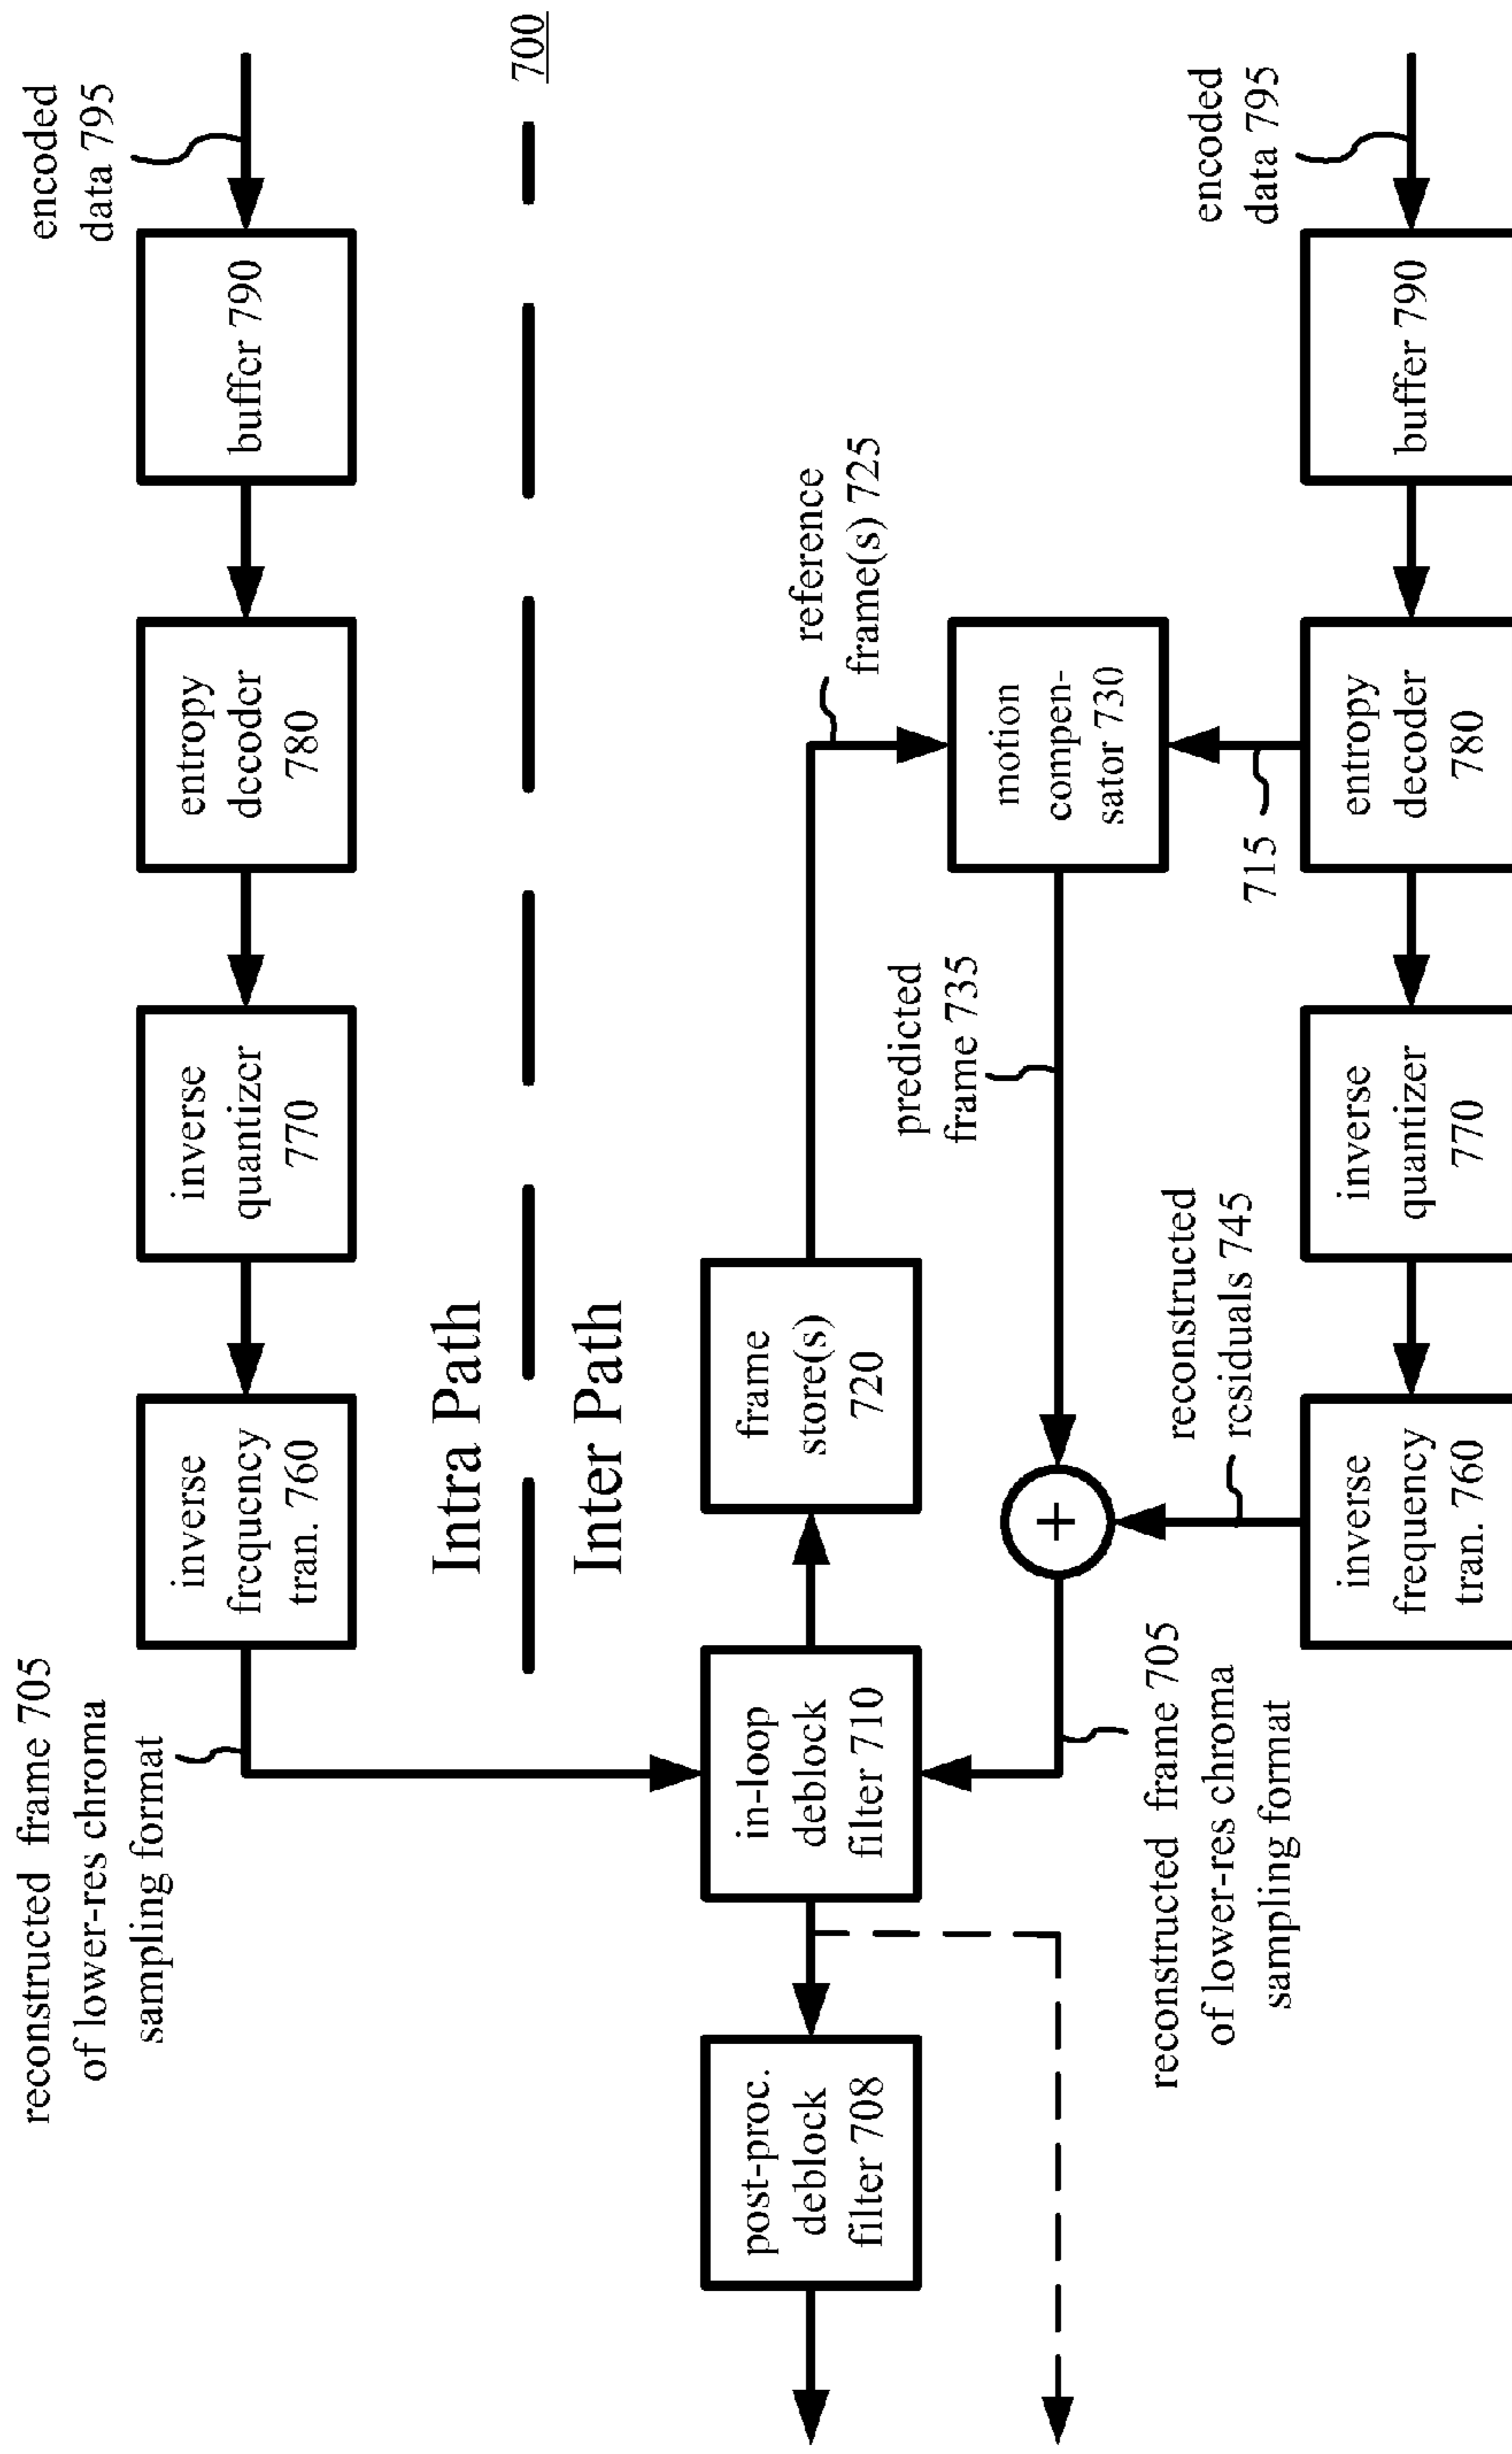 encoded
data 795
buffer 790
entropy
decoder
780
inverse
quantizer
770
inverse
frequency
tran. 760
reconstructed frame 705
of lower-res chroma
sampling format
700
Intra Path
Inter Path
reference
frame(s) 725
frame
store(s)
720
in-loop
deblock
filter 710
post-proc.
deblock
filter 708
motion
compen-
sator 730
predicted
frame 735
+
715
reconstructed
residuals 745
reconstructed frame 705
of lower-res chroma
sampling format
encoded
data 795
buffer 790
entropy
decoder
780
inverse
quantizer
770
inverse
frequency
tran. 760